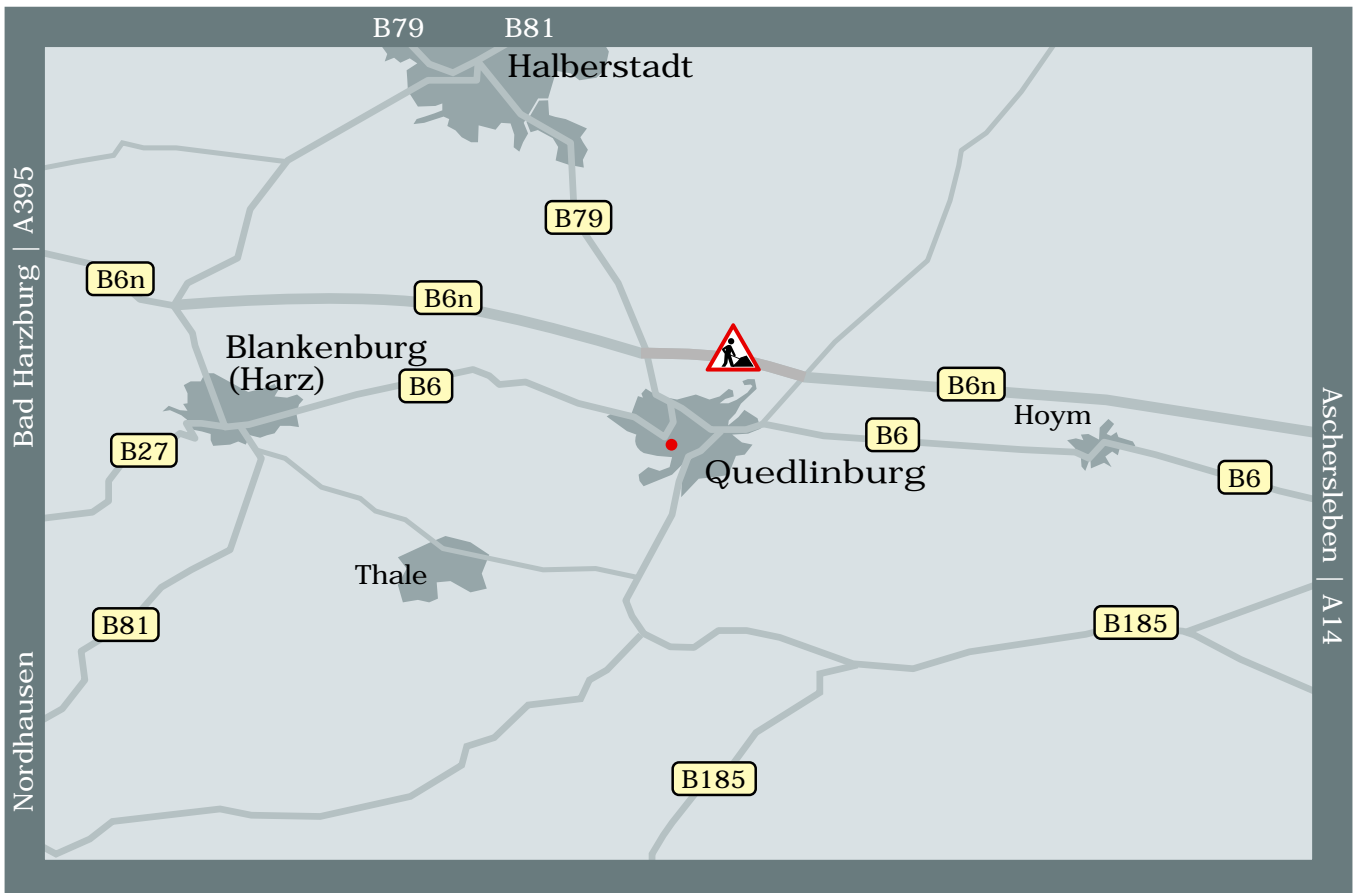 B79
B81
Halberstadt
Bad Harzburg | A395
B79
B6n
B6n
Blankenburg
(Harz)
B6
B6n
Hoym
B27
B6
Quedlinburg
B6
Aschersleben | A14
Thale
B81
B185
Nordhausen
B185